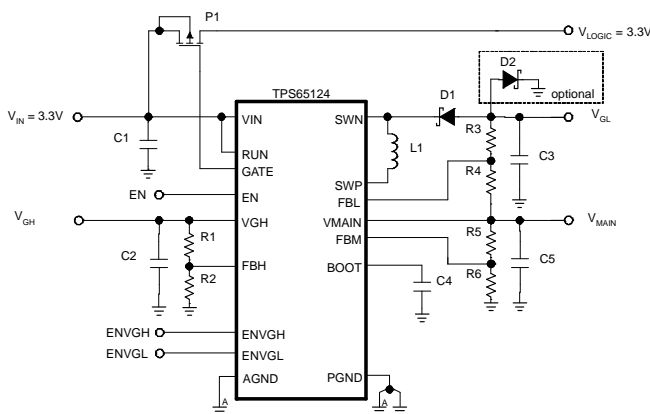 P1
V_LOGIC = 3.3V
D2
optional
TPS65124
D1
V_IN = 3.3V
VIN
SWN
R3
V_GL
C1
L1
RUN
C3
GATE
R4
SWP
EN
EN
FBL
V_GH
VGH
VMAIN
V_MAIN
R1
FBM
R5
C2
FBH
BOOT
C4
C5
R2
R6
ENVGH
ENVGH
ENVGL
ENVGL
AGND
PGND
A
A